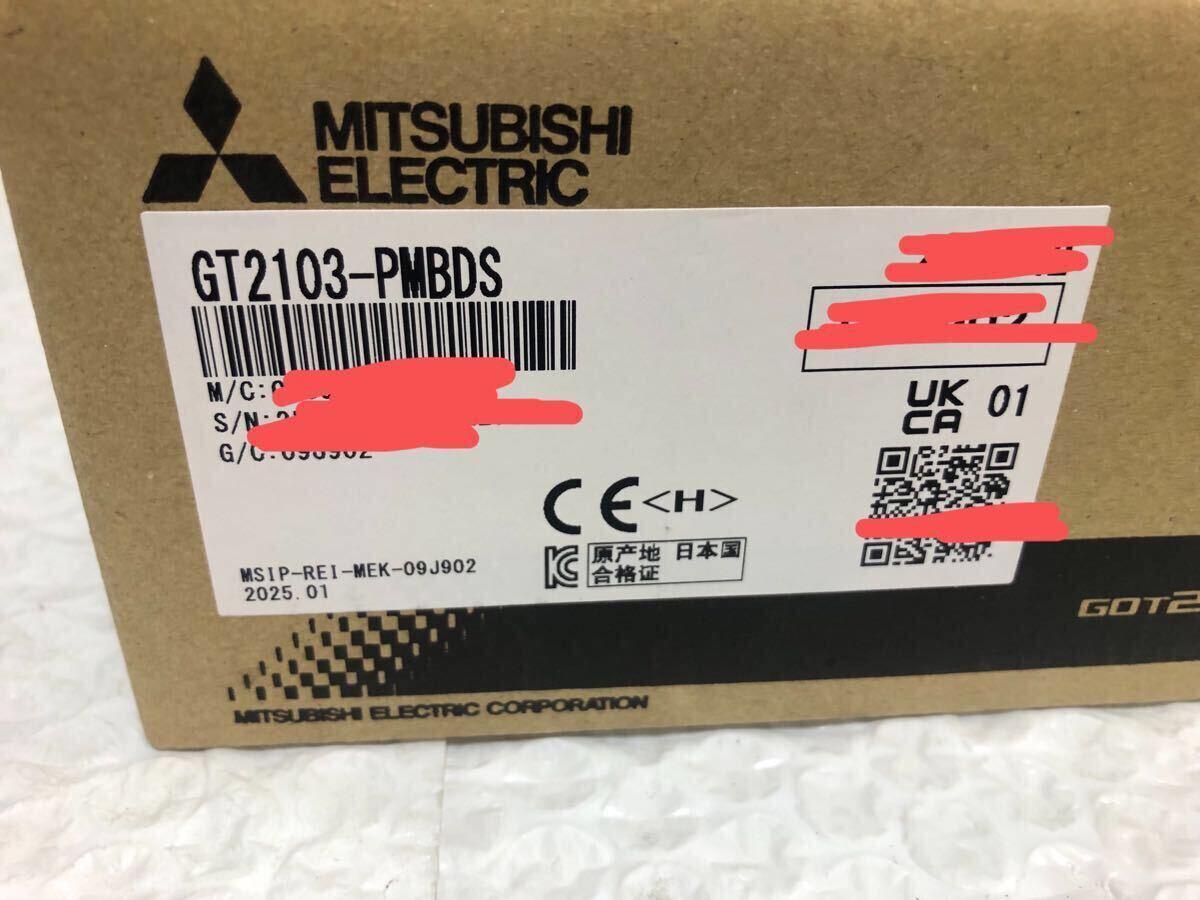 MITSUBISHI
ELECTRIC
GT2103-PMBDS
M/C:
S/N:
G/C:
UK
CA 01
CE <H>
原产地 日本国
合格证
MSIP-REI-MEK-09J902
2025.01
MITSUBISHI ELECTRIC CORPORATION